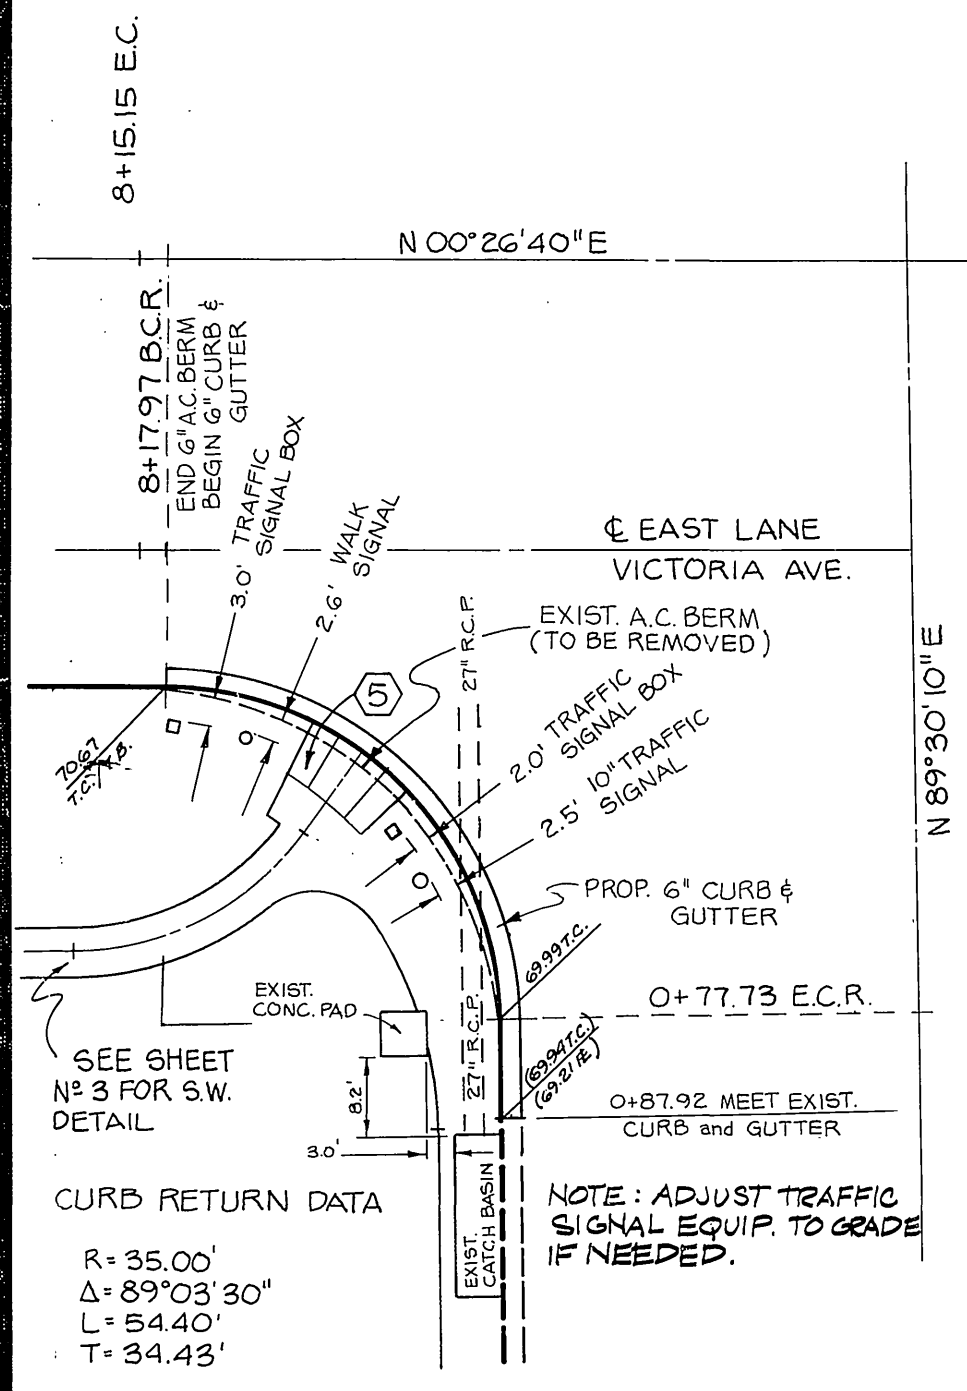 8+15.15 E.C.
N 00°26'40"E
8+17.97 B.C.R.
END 6" A.C. BERM
BEGIN 6" CURB &
GUTTER
3.0' TRAFFIC
SIGNAL BOX
2.6' WALK
SIGNAL
℄ EAST LANE
VICTORIA AVE.
EXIST. A.C. BERM
(TO BE REMOVED)
27" R.C.P.
5
2.0' TRAFFIC
SIGNAL BOX
2.5' 10" TRAFFIC
SIGNAL
N 89°30'10"E
70.67
PROP. 6" CURB &
GUTTER
69.99 T.C.
0+77.73 E.C.R.
EXIST.
CONC. PAD
27" R.C.P.
(69.94 T.C.)
(69.21 ℄)
SEE SHEET
Nº 3 FOR S.W.
DETAIL
8.2'
3.0'
0+87.92 MEET EXIST.
CURB and GUTTER
EXIST.
CATCH BASIN
CURB RETURN DATA
R= 35.00'
Δ= 89°03'30"
L= 54.40'
T= 34.43'
NOTE: ADJUST TRAFFIC
SIGNAL EQUIP. TO GRADE
IF NEEDED.